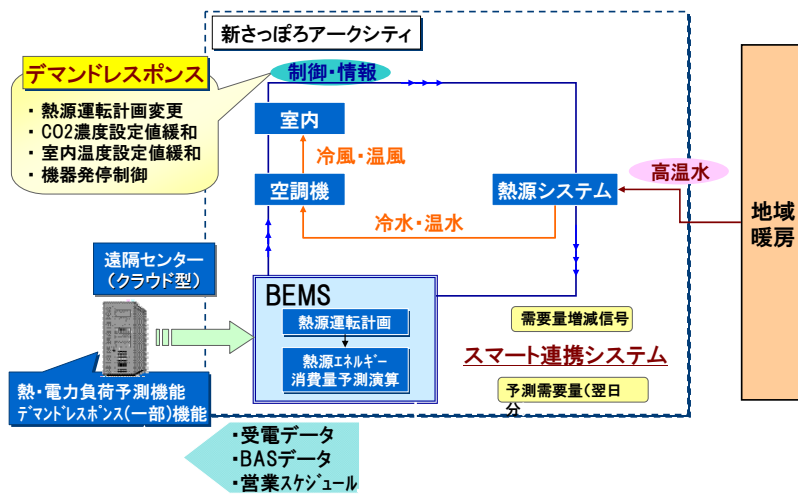 新さっぽろアークシティ
デマンドレスポンス
・ 熱源運転計画変更
・ CO2濃度設定値緩和
・ 室内温度設定値緩和
・ 機器発停制御
制御・情報
室内
冷風・温風
空調機
熱源システム
冷水・温水
高温水
地域
暖房
遠隔センター
（クラウド型）
熱・電力負荷予測機能
ﾃﾞﾏﾝﾄﾞﾚｽﾎﾟﾝｽ(一部)機能
BEMS
熱源運転計画
熱源ｴﾈﾙｷﾞｰ
消費量予測演算
需要量増減信号
スマート連携システム
予測需要量(翌日
分
・受電データ
・BASデータ
・営業ｽｹｼﾞｭｰﾙ